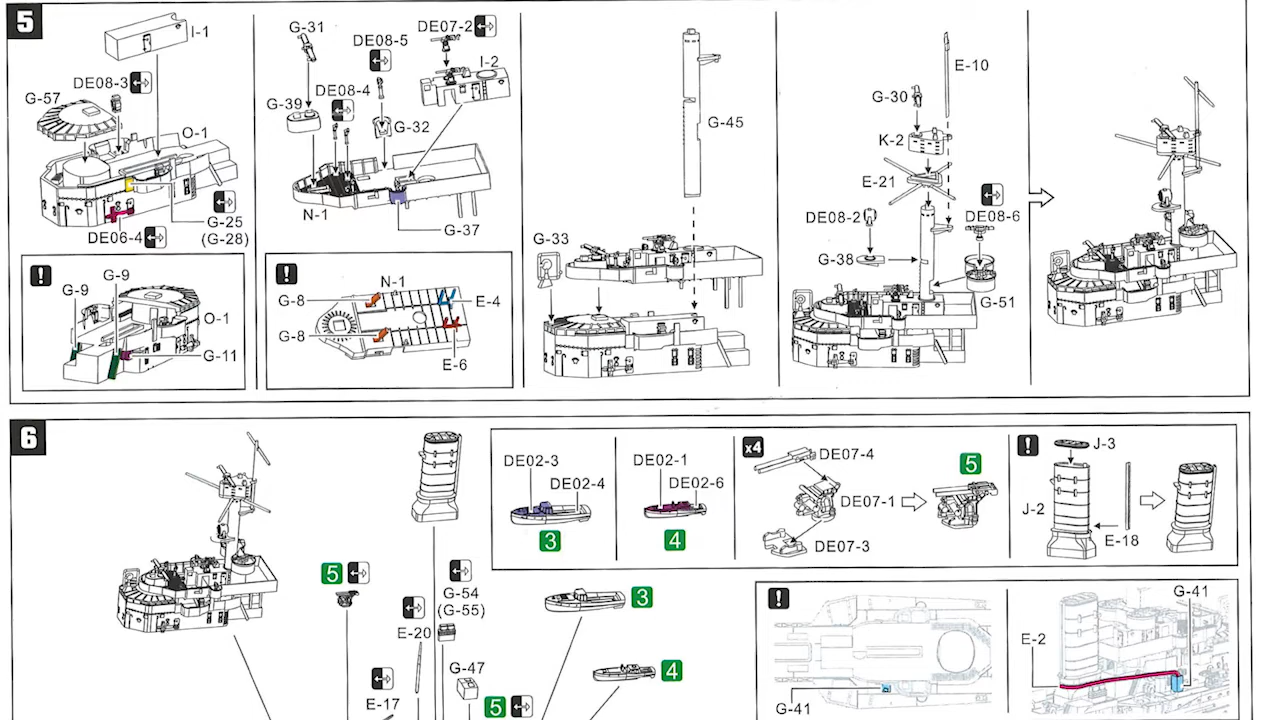 5
I-1
DE08-3
G-57
O-1
G-25
(G-28)
DE06-4
!
G-9
G-9
O-1
G-11
G-31
DE07-2
DE08-5
I-2
G-39
DE08-4
G-32
N-1
G-37
!
N-1
G-8
E-4
G-8
E-6
G-45
G-33
E-10
G-30
K-2
E-21
DE08-2
DE08-6
G-38
G-51
6
5
G-54
(G-55)
E-20
G-47
E-17
5
3
4
DE02-3
DE02-4
3
DE02-1
DE02-6
4
x4
DE07-4
DE07-1
DE07-3
5
!
J-3
J-2
E-18
!
G-41
G-41
E-2